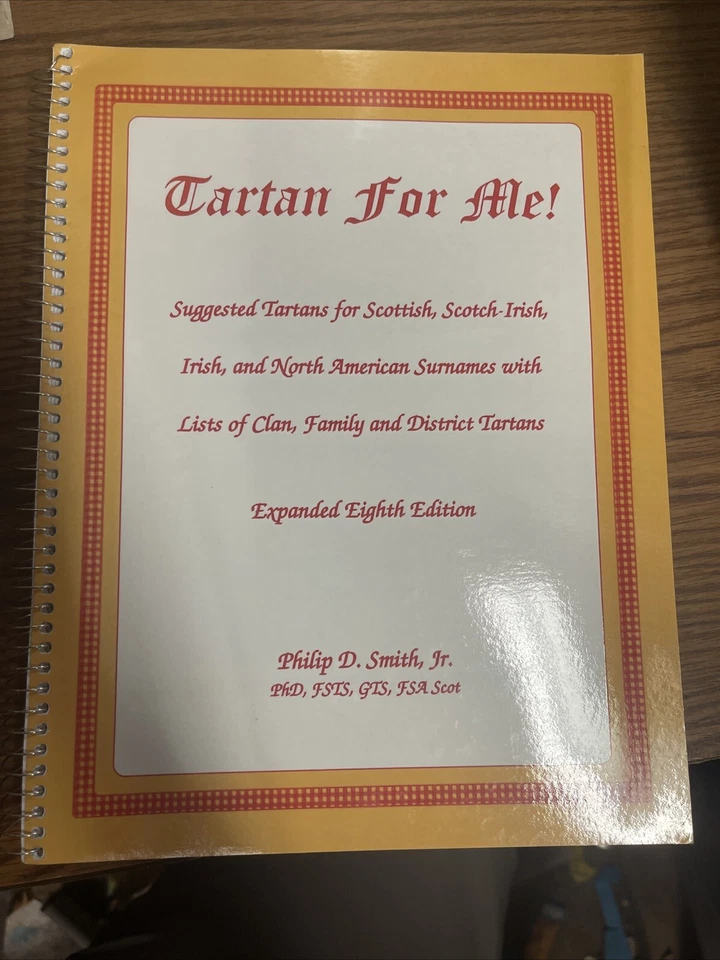 Tartan For Me!
Suggested Tartans for Scottish, Scotch-Irish,
Irish, and North American Surnames with
Lists of Clan, Family and District Tartans
Expanded Eighth Edition
Philip D. Smith, Jr.
PhD, FSTS, GTS, FSA Scot